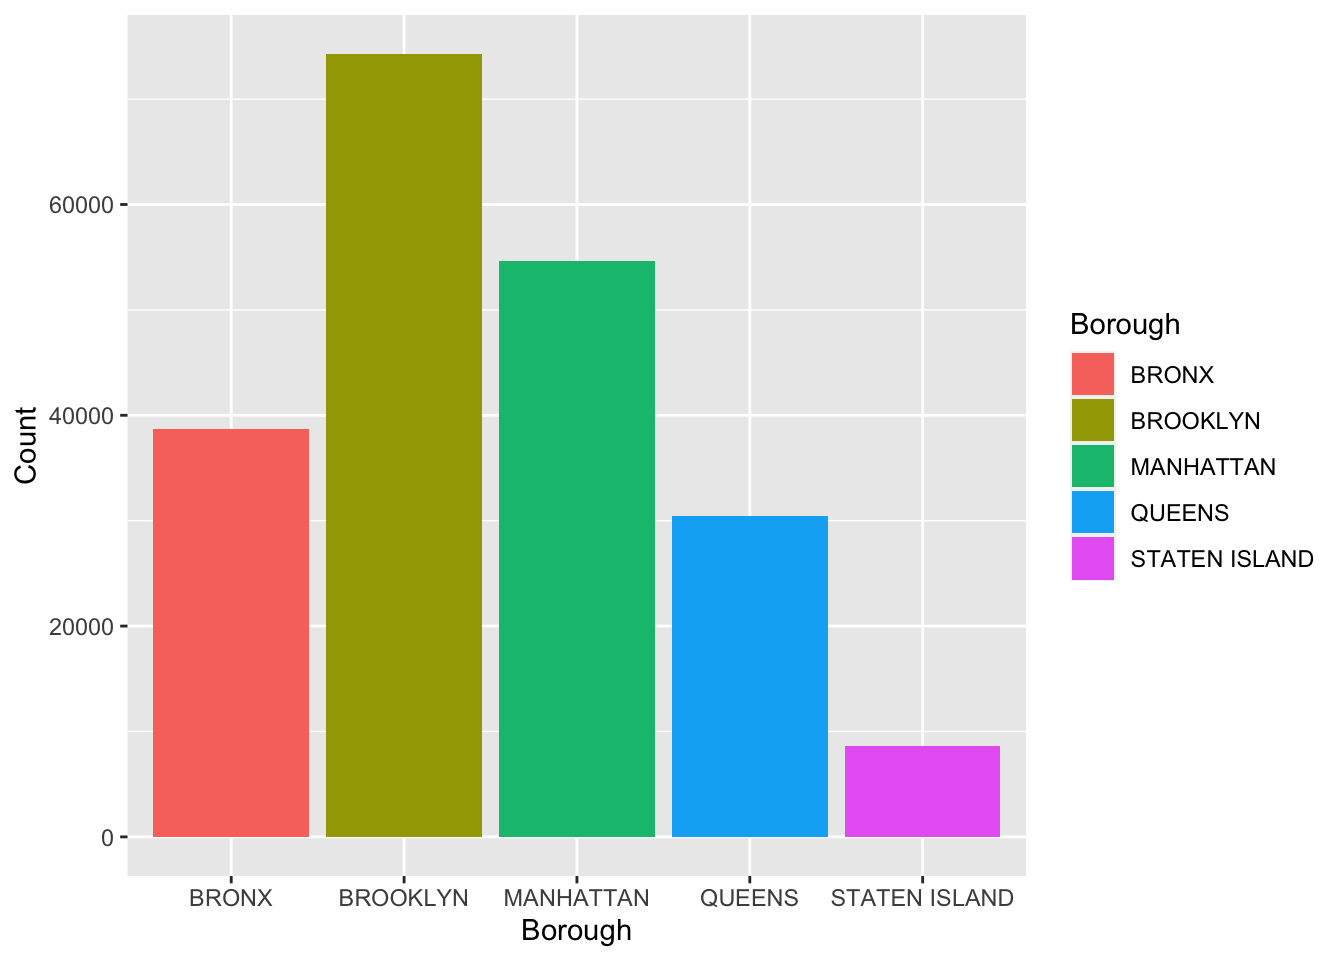 60000
40000
20000
0
Count
BRONX BROOKLYN MANHATTAN QUEENS STATEN ISLAND
Borough
Borough
BRONX
BROOKLYN
MANHATTAN
QUEENS
STATEN ISLAND